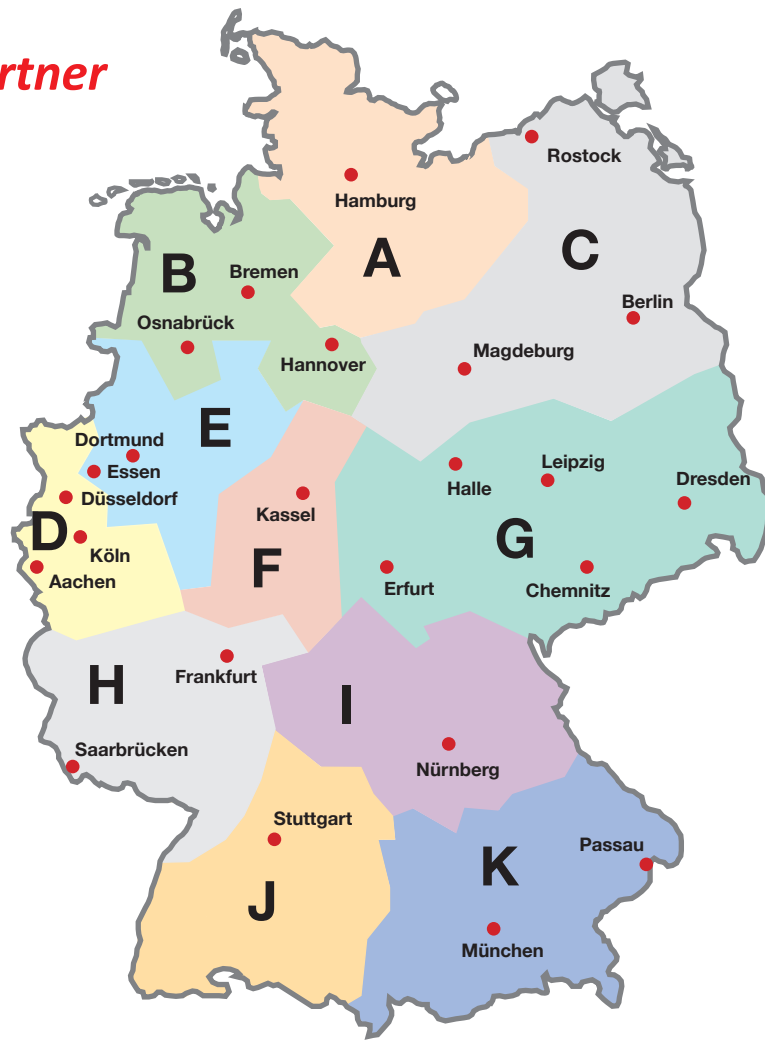 rtner
Rostock
Hamburg
A
C
B
Bremen
Berlin
Osnabrück
Hannover
Magdeburg
E
Dortmund
Essen
Leipzig
Halle
Dresden
Düsseldorf
Kassel
D
G
Köln
F
Aachen
Erfurt
Chemnitz
H
Frankfurt
I
Saarbrücken
Nürnberg
Stuttgart
Passau
K
J
München